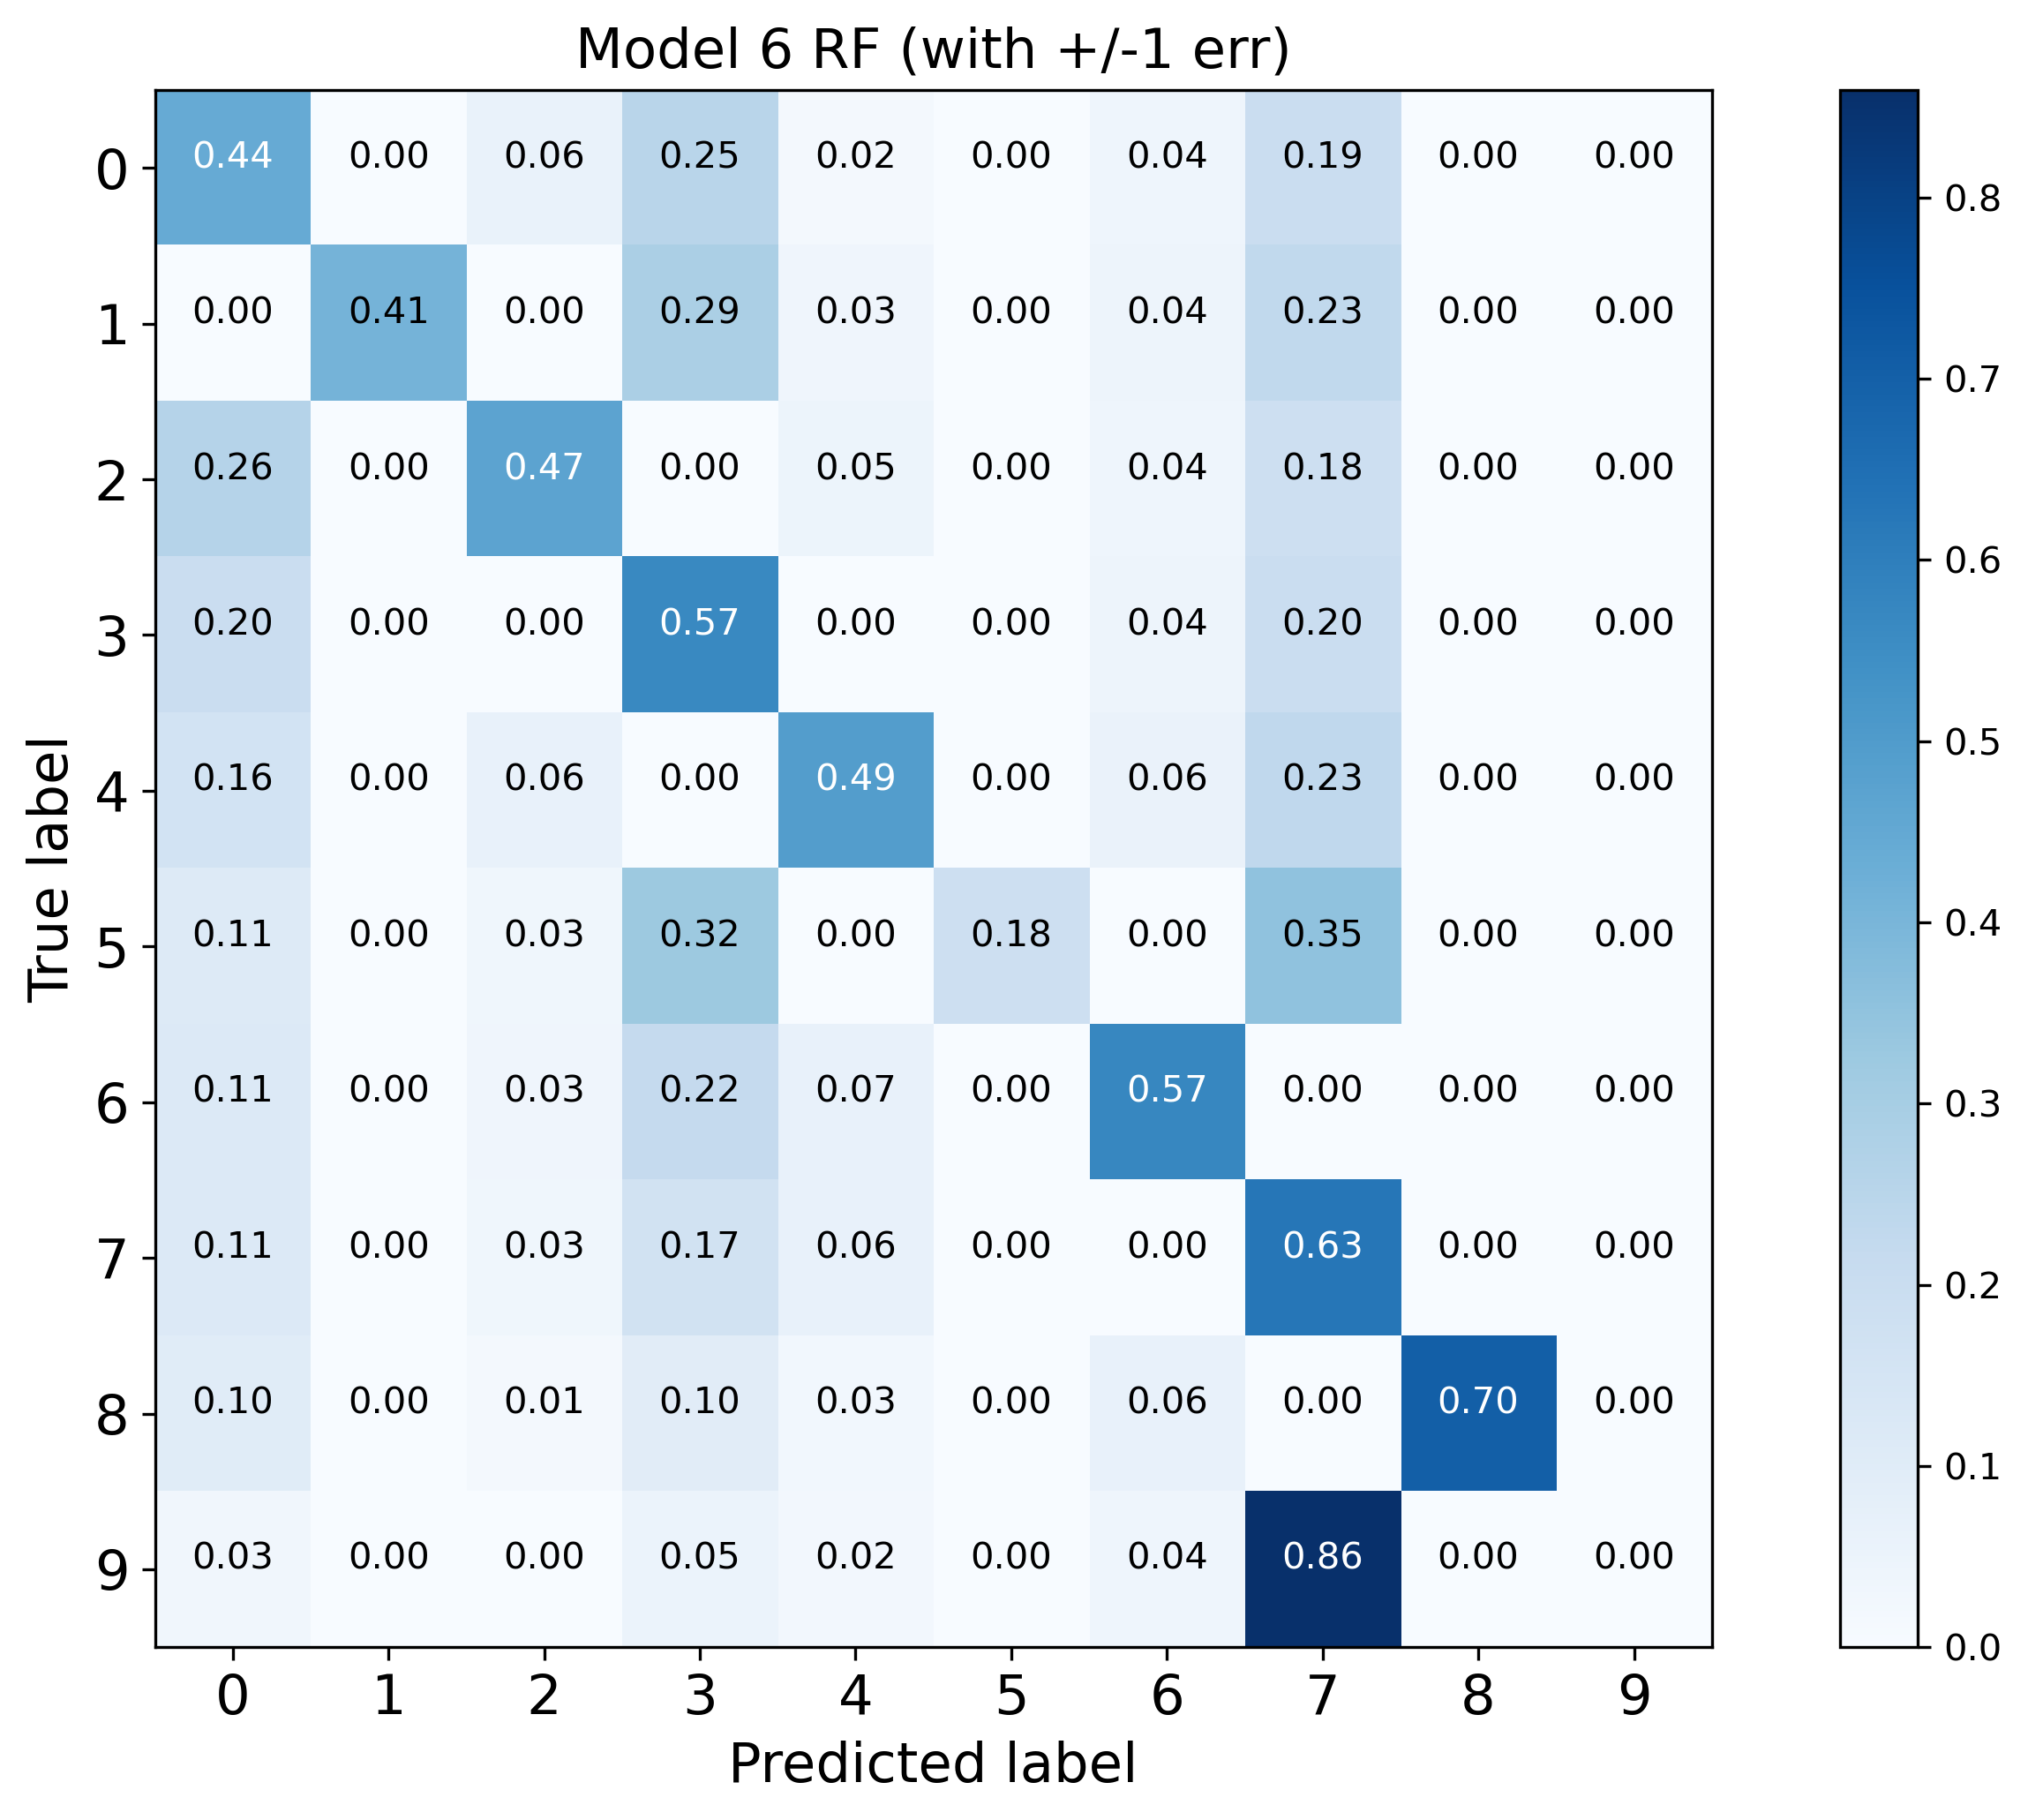 Model 6 RF (with +/-1 err)
0 0.44 0.00 0.06 0.25 0.02 0.00 0.04 0.19 0.00 0.00
1 0.00 0.41 0.00 0.29 0.03 0.00 0.04 0.23 0.00 0.00
2 0.26 0.00 0.47 0.00 0.05 0.00 0.04 0.18 0.00 0.00
3 0.20 0.00 0.00 0.57 0.00 0.00 0.04 0.20 0.00 0.00
4 0.16 0.00 0.06 0.00 0.49 0.00 0.06 0.23 0.00 0.00
5 0.11 0.00 0.03 0.32 0.00 0.18 0.00 0.35 0.00 0.00
6 0.11 0.00 0.03 0.22 0.07 0.00 0.57 0.00 0.00 0.00
7 0.11 0.00 0.03 0.17 0.06 0.00 0.00 0.63 0.00 0.00
8 0.10 0.00 0.01 0.10 0.03 0.00 0.06 0.00 0.70 0.00
9 0.03 0.00 0.00 0.05 0.02 0.00 0.04 0.86 0.00 0.00
0 1 2 3 4 5 6 7 8 9
Predicted label
True label
0.8
0.7
0.6
0.5
0.4
0.3
0.2
0.1
0.0